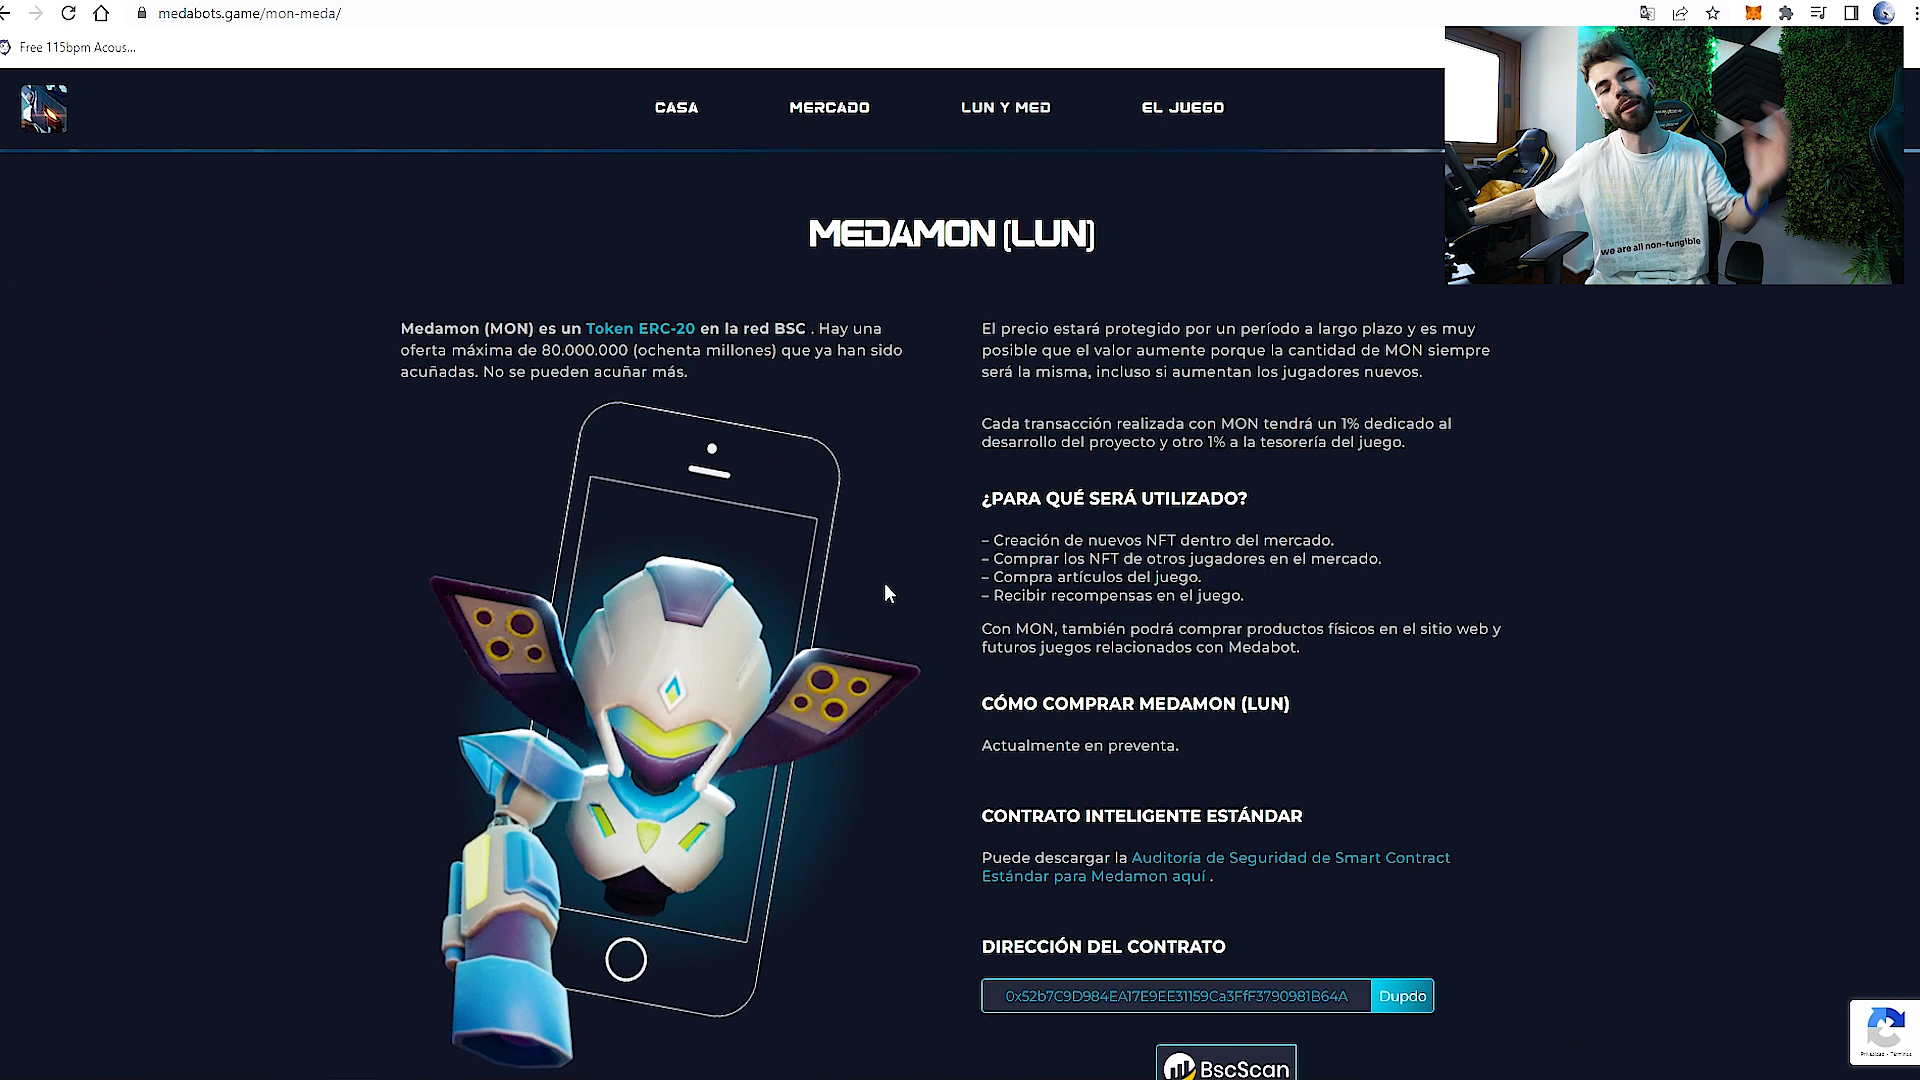 medabots.game/mon-meda/
Free 115bpm Acous...
CASA
MERCADO
LUN Y MED
EL JUEGO
we are all non-fungible
MEDAMON (LUN)
Medamon (MON) es un Token ERC-20 en la red BSC . Hay una
oferta máxima de 80.000.000 (ochenta millones) que ya han sido
acuñadas. No se pueden acuñar más.
El precio estará protegido por un período a largo plazo y es muy
posible que el valor aumente porque la cantidad de MON siempre
será la misma, incluso si aumentan los jugadores nuevos.
Cada transacción realizada con MON tendrá un 1% dedicado al
desarrollo del proyecto y otro 1% a la tesorería del juego.
¿PARA QUÉ SERÁ UTILIZADO?
– Creación de nuevos NFT dentro del mercado.
– Comprar los NFT de otros jugadores en el mercado.
– Compra artículos del juego.
– Recibir recompensas en el juego.
Con MON, también podrá comprar productos físicos en el sitio web y
futuros juegos relacionados con Medabot.
CÓMO COMPRAR MEDAMON (LUN)
Actualmente en preventa.
CONTRATO INTELIGENTE ESTÁNDAR
Puede descargar la Auditoría de Seguridad de Smart Contract
Estándar para Medamon aquí .
DIRECCIÓN DEL CONTRATO
0x52b7C9D984EA17E9EE31159Ca3FfF3790981B64A
Dupdo
BscScan
Privacidad - Términos